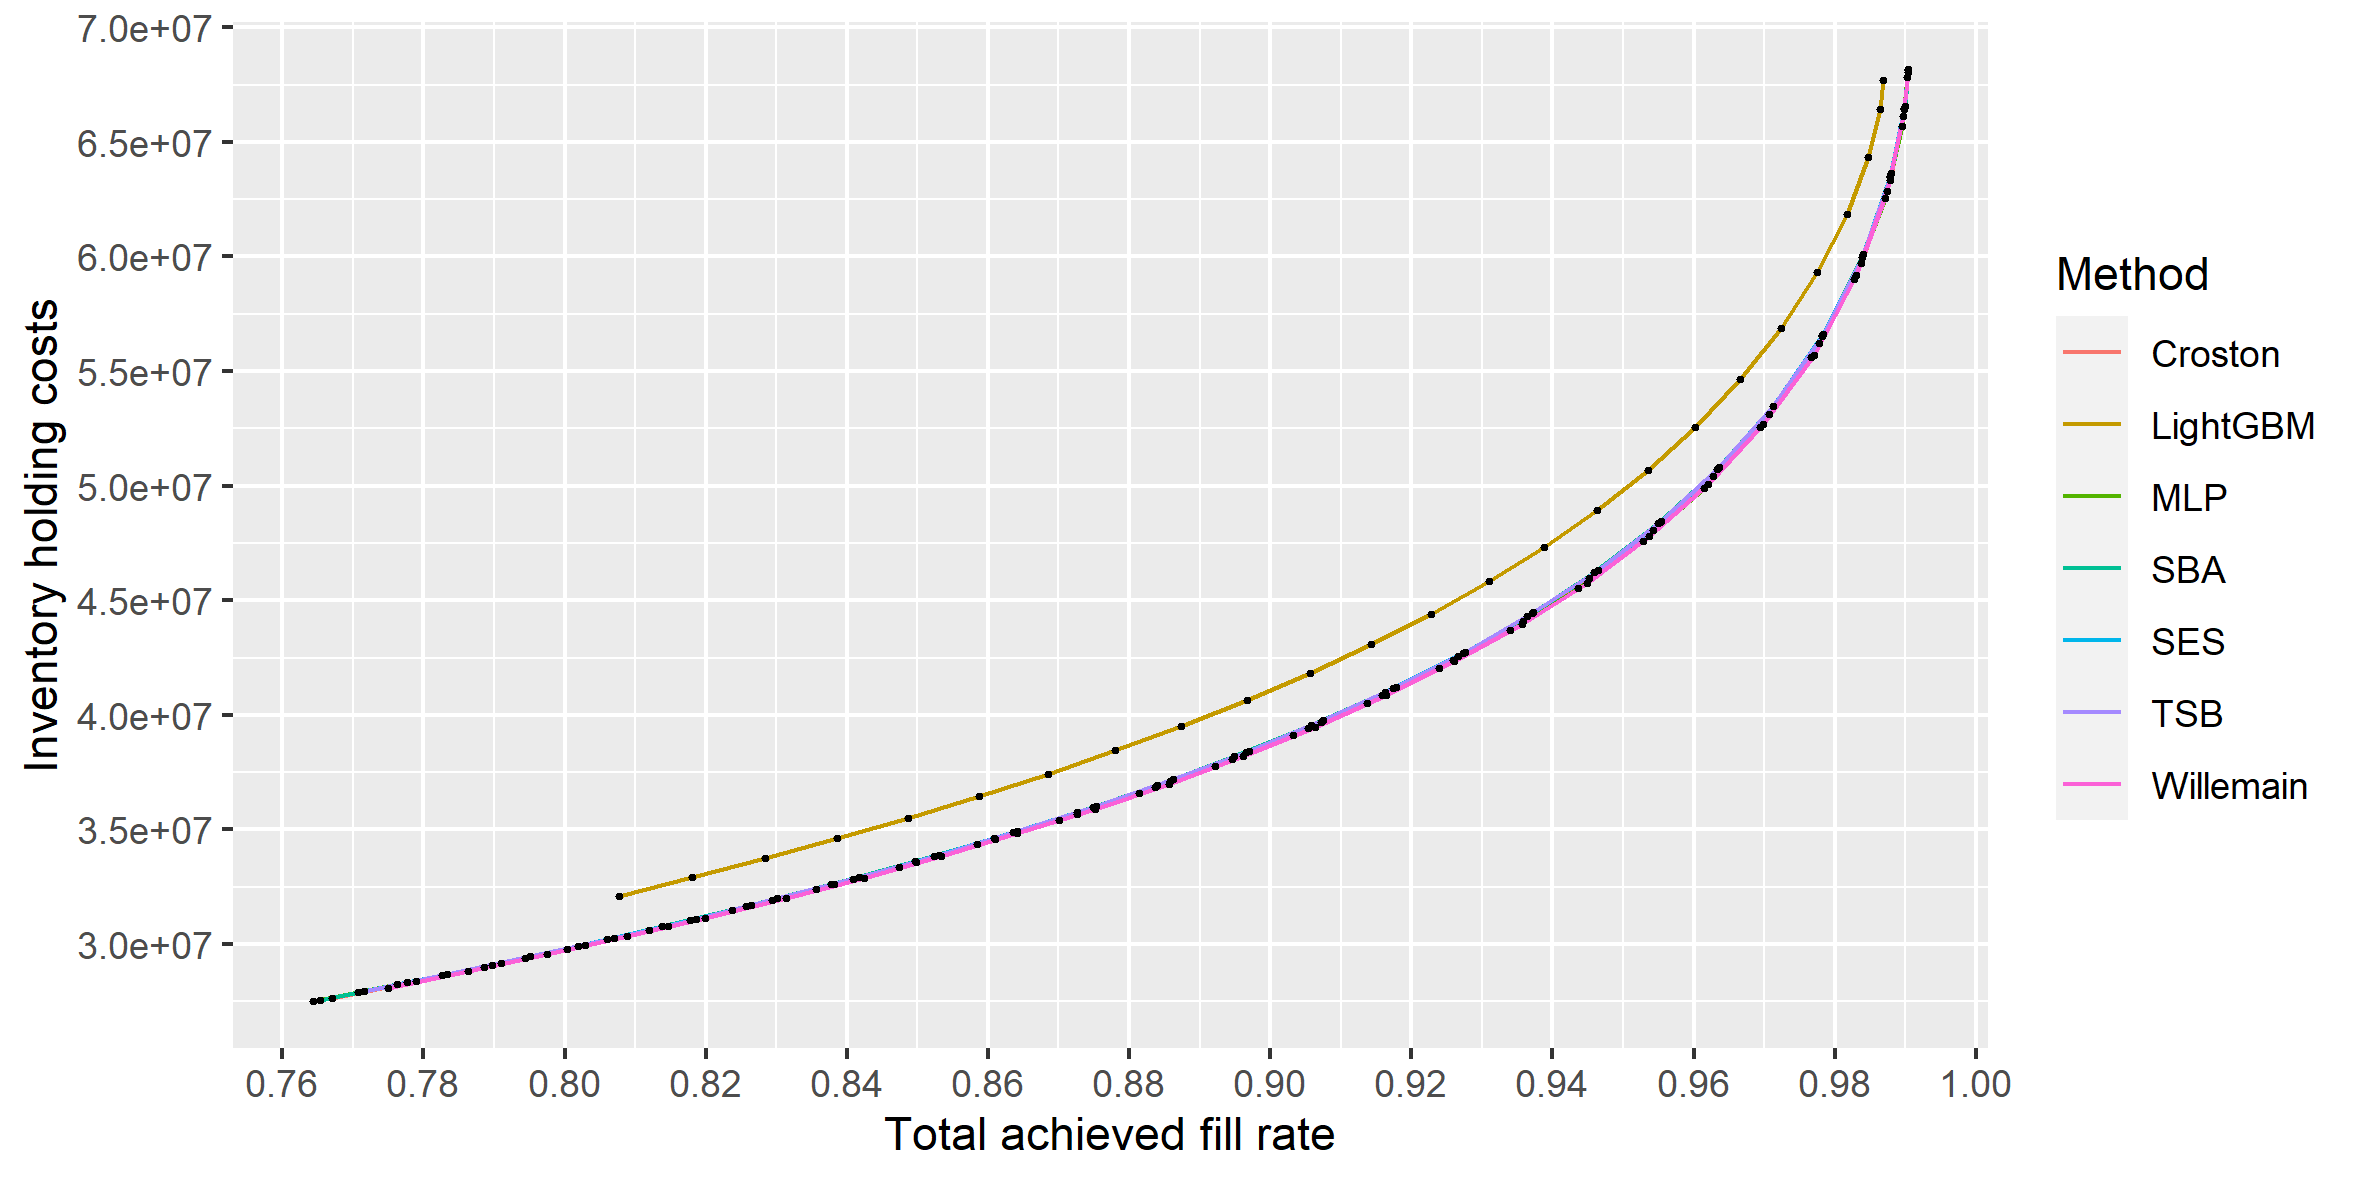 7.0e+07
6.5e+07
6.0e+07
5.5e+07
5.0e+07
4.5e+07
4.0e+07
3.5e+07
3.0e+07
Inventory holding costs
0.76 0.78 0.80 0.82 0.84 0.86 0.88 0.90 0.92 0.94 0.96 0.98 1.00
Total achieved fill rate
Method
Croston
LightGBM
MLP
SBA
SES
TSB
Willemain